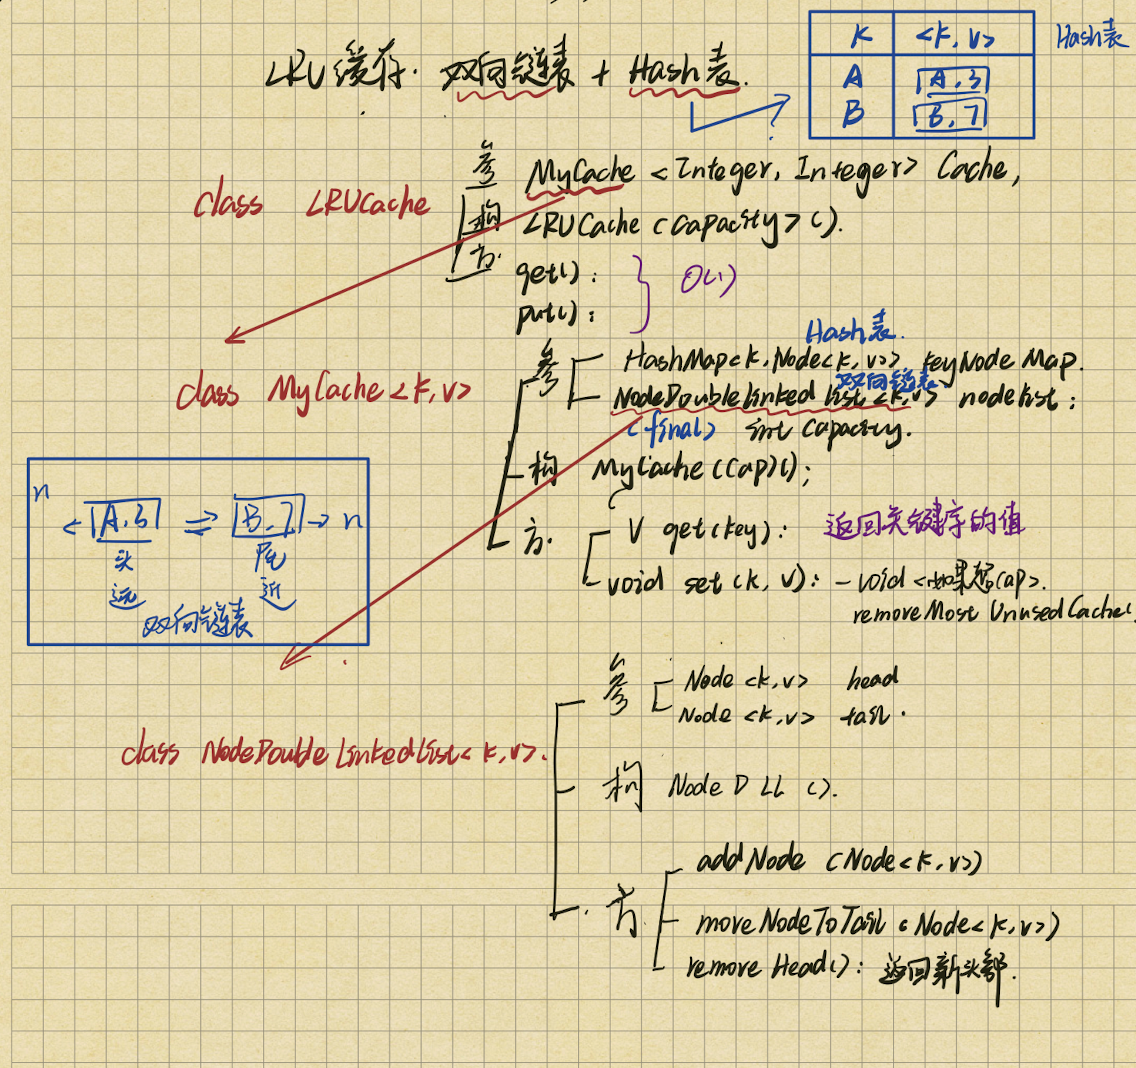 LRU缓存. 双向链表 + Hash表.
K <K, V> Hash表
A A, 3
B B, 7
?
class LRUCache
参 MyCache <Integer, Integer> Cache,
构 LRUCache <capacity> ().
方. get():
put():
O(1)
Hash表.
class MyCache<K, V>
参 HashMap<K, Node<K, V>> keyNodeMap.
双向链表
NodeDoubleLinkedList<K, V> nodelist;
(final) int capacity.
构 MyCache(Cap)();
方. V get(key): 返回关键字的值
void set(K, V): - void <如果超Cap>.
removeMostUnusedCache(
n A, 3 B, 7 n
头 尾
远 近
双向链表
class NodeDoubleLinkedList<K, V>.
参 Node <K, V> head
Node <K, V> tail.
构 Node D LL ().
方 addNode (Node<K, V>)
moveNodeToTail (Node<K, V>)
remove Head(): 返回新头部.